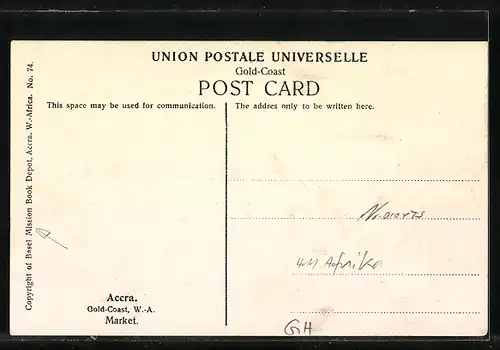 UNION POSTALE UNIVERSELLE
Gold-Coast
POST CARD
This space may be used for communication.
The addres only to be written here.
Copyright of Basel Mission Book Depot, Accra. W.-Africa. No. 74.
Afrika
GH
Accra.
Gold-Coast, W.-A.
Market.